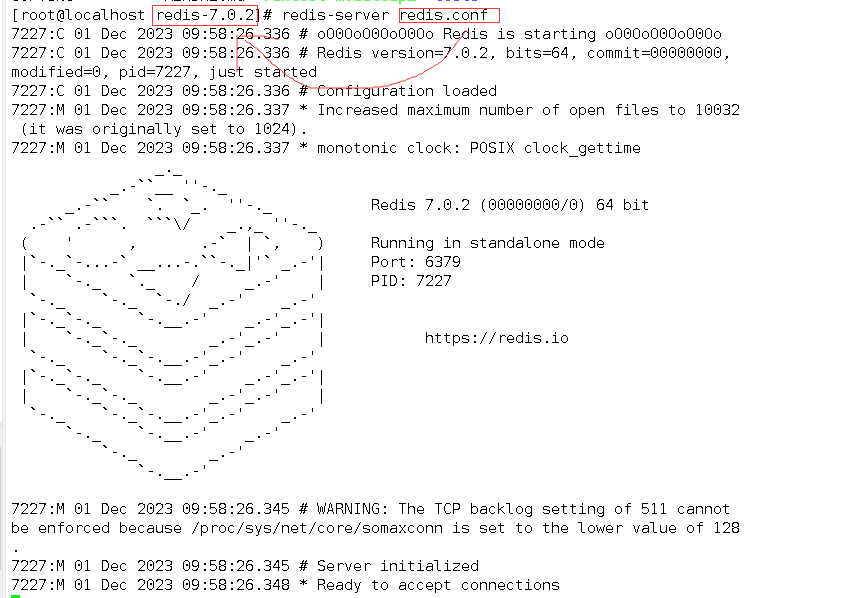 [root@localhost redis-7.0.2]# redis-server redis.conf
7227:C 01 Dec 2023 09:58:26.336 # oO0OoO0OoO0Oo Redis is starting oO0OoO0OoO0Oo
7227:C 01 Dec 2023 09:58:26.336 # Redis version=7.0.2, bits=64, commit=00000000,
modified=0, pid=7227, just started
7227:C 01 Dec 2023 09:58:26.336 # Configuration loaded
7227:M 01 Dec 2023 09:58:26.337 * Increased maximum number of open files to 10032
(it was originally set to 1024).
7227:M 01 Dec 2023 09:58:26.337 * monotonic clock: POSIX clock_gettime
Redis 7.0.2 (00000000/0) 64 bit
Running in standalone mode
Port: 6379
PID: 7227
https://redis.io
7227:M 01 Dec 2023 09:58:26.345 # WARNING: The TCP backlog setting of 511 cannot
be enforced because /proc/sys/net/core/somaxconn is set to the lower value of 128
.
7227:M 01 Dec 2023 09:58:26.345 # Server initialized
7227:M 01 Dec 2023 09:58:26.348 * Ready to accept connections